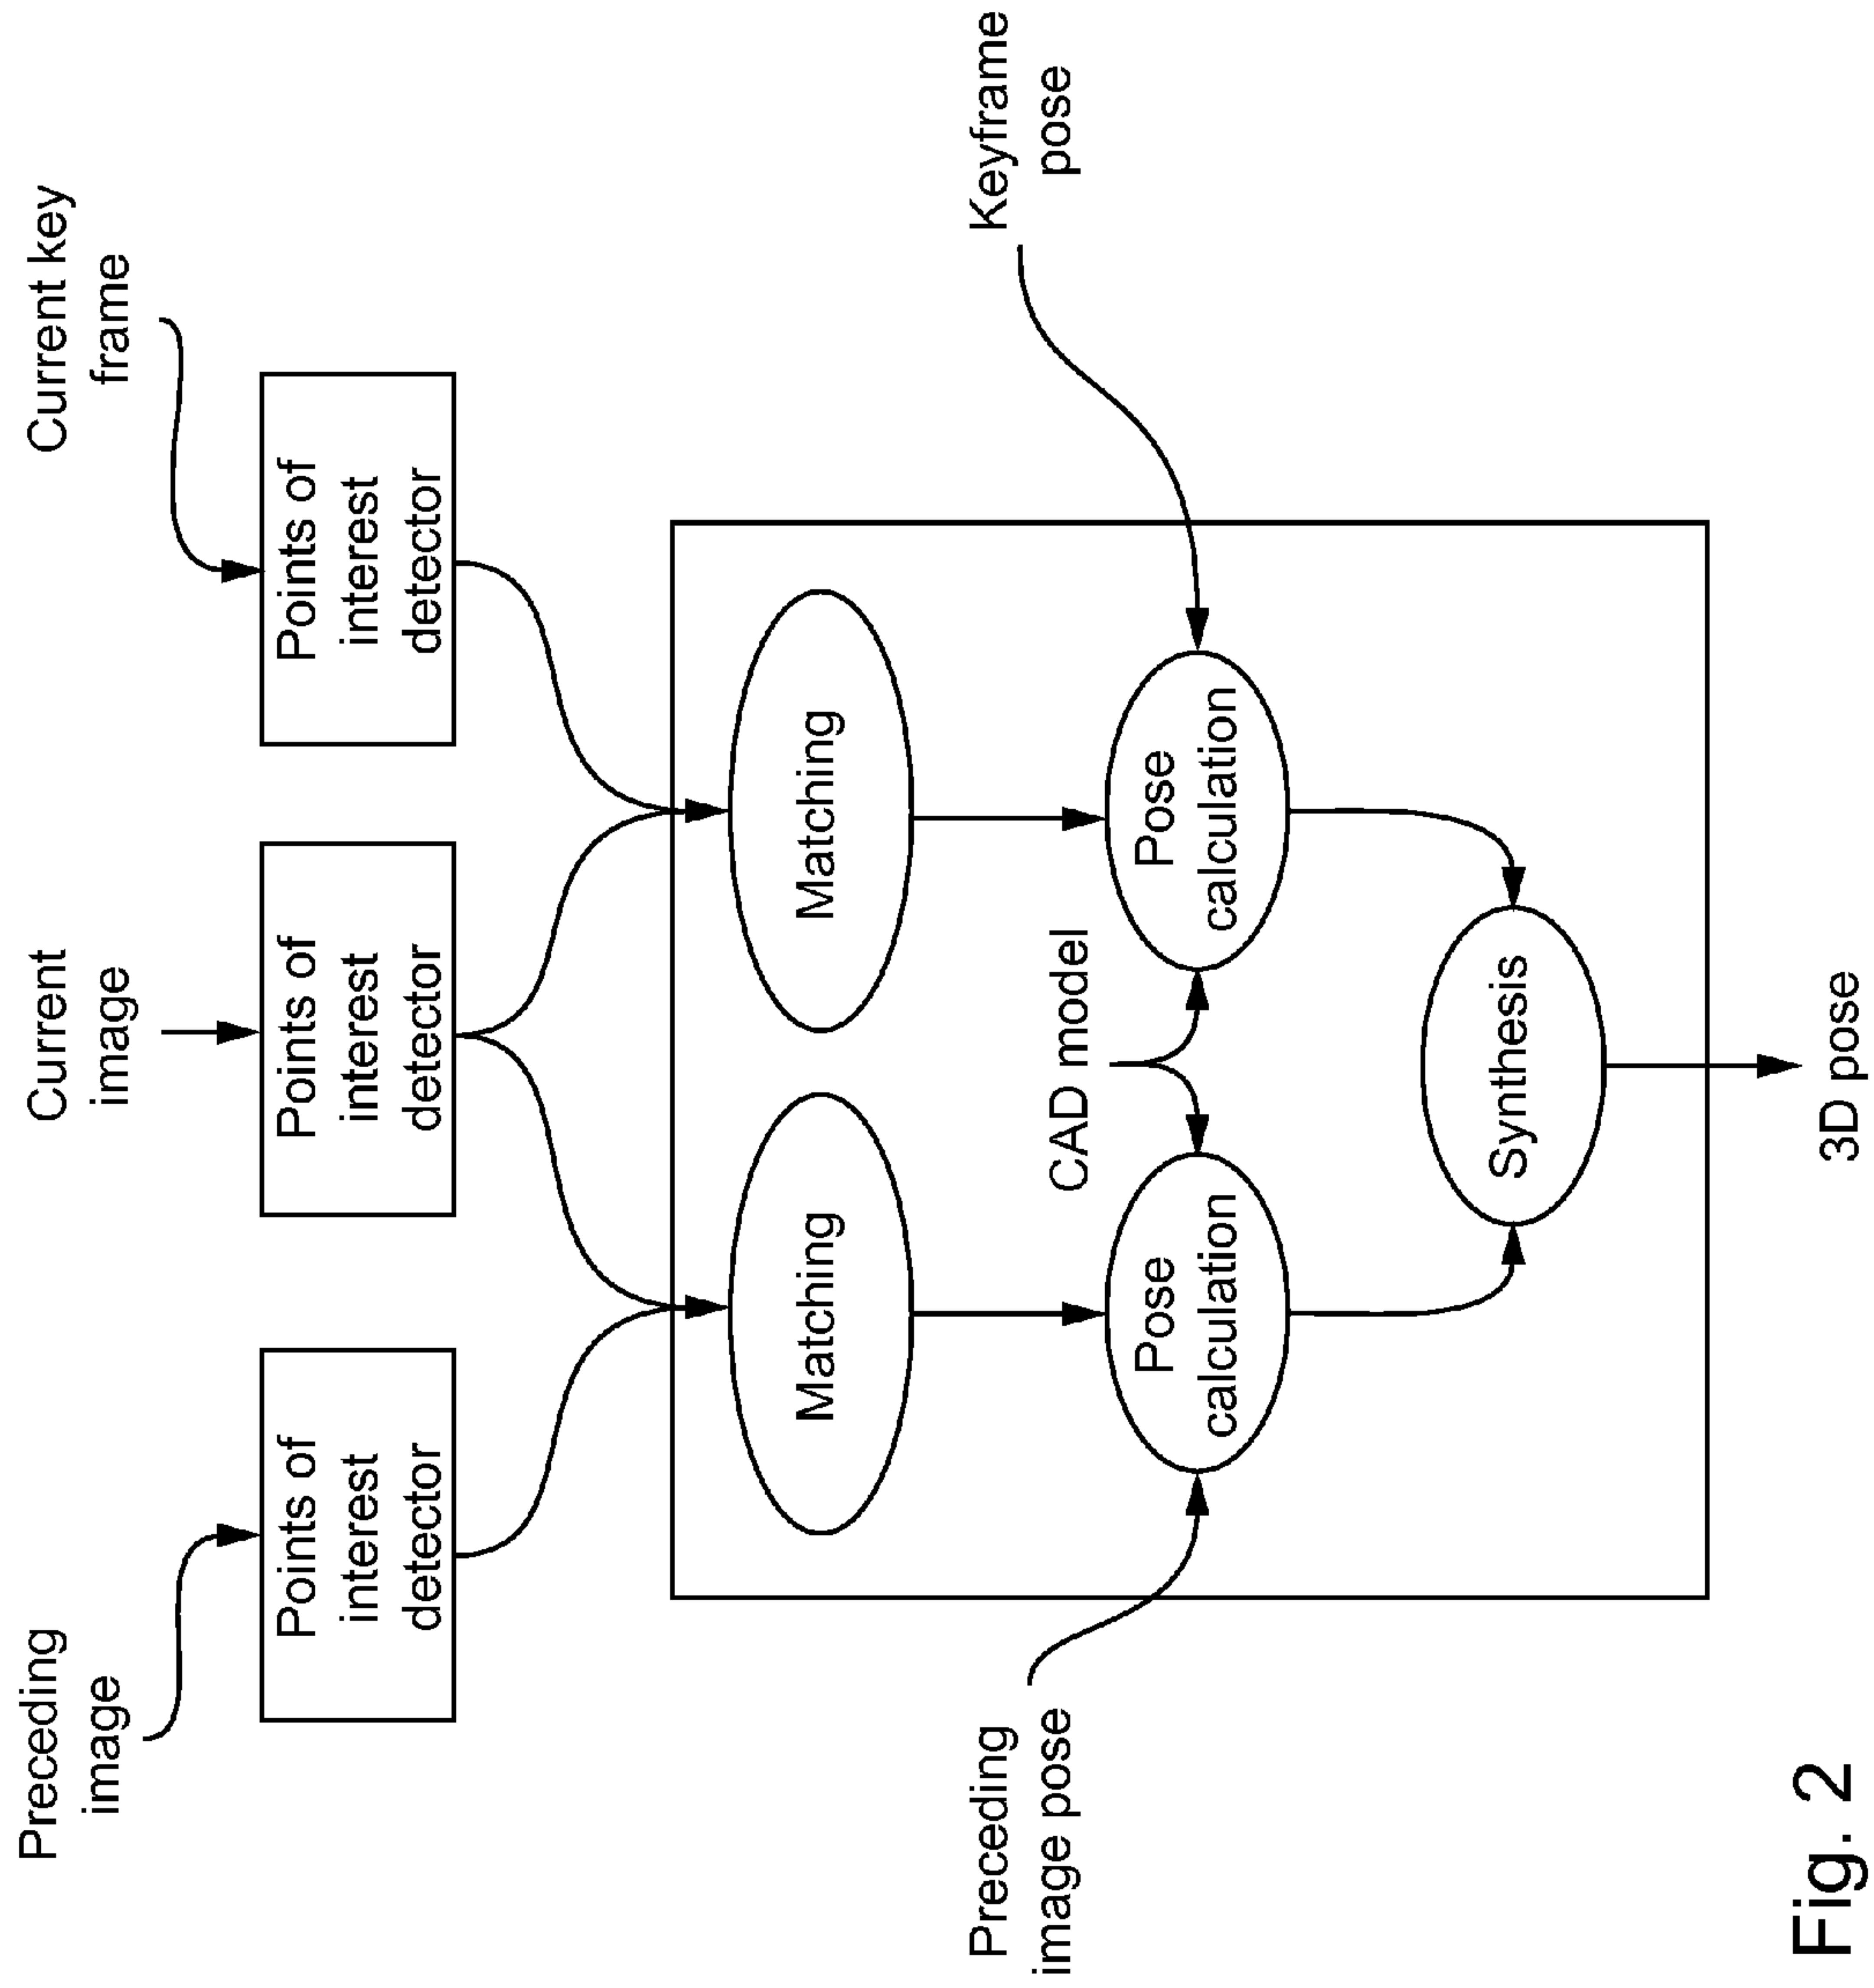 Preceding
image
Current
image
Current key
frame
Points of
interest
detector
Points of
interest
detector
Points of
interest
detector
Matching
Matching
Preceding
image pose
CAD model
Keyframe
pose
Pose
calculation
Pose
calculation
Synthesis
3D pose
Fig. 2